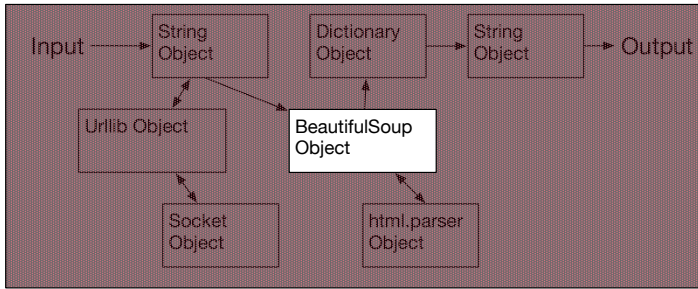 Input
String
Object
Dictionary
Object
String
Object
Output
Urllib Object
BeautifulSoup
Object
Socket
Object
html.parser
Object